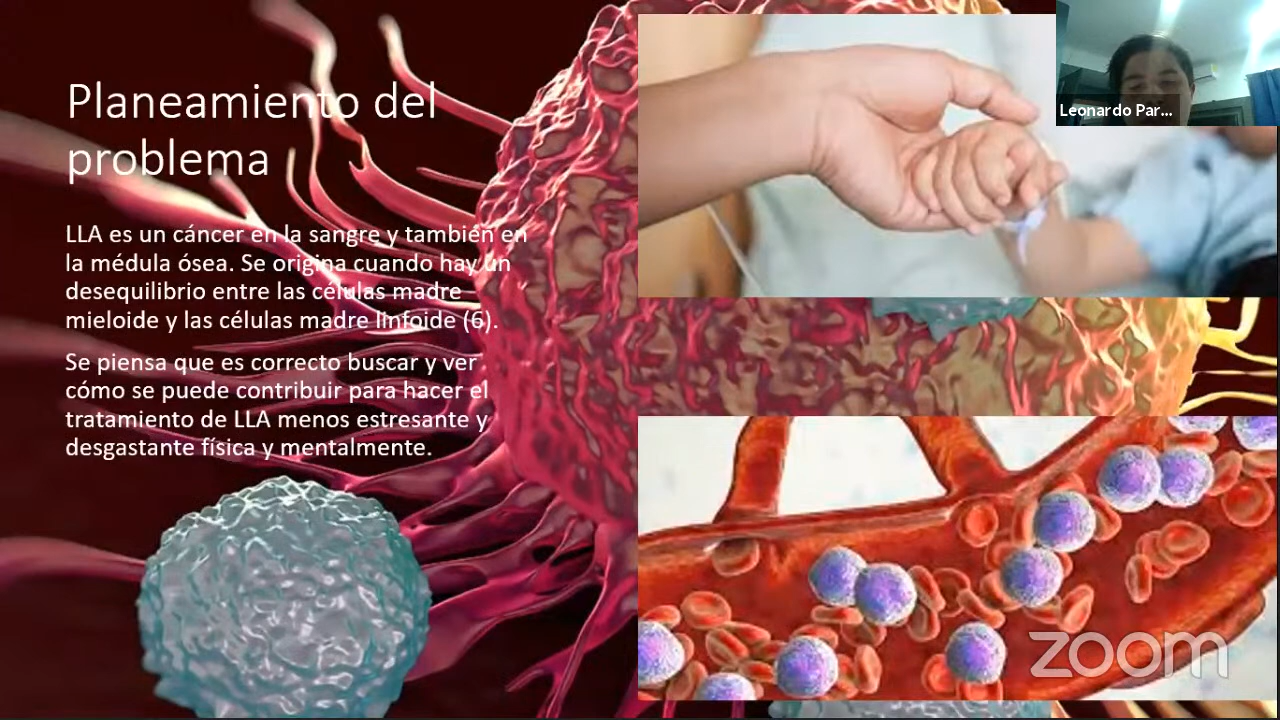 Planeamiento del
problema
LLA es un cáncer en la sangre y también en
la médula ósea. Se origina cuando hay un
desequilibrio entre las células madre
mieloide y las células madre linfoide (6).
Se piensa que es correcto buscar y ver
cómo se puede contribuir para hacer el
tratamiento de LLA menos estresante y
desgastante física y mentalmente.
Leonardo Par...
zoom